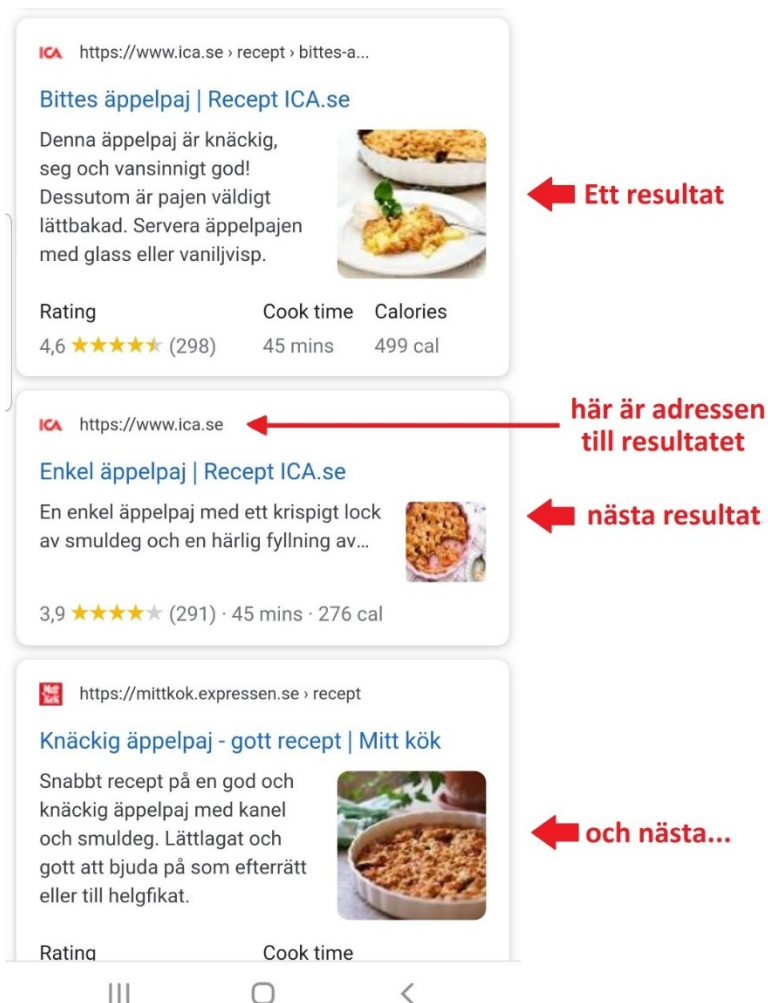 ICA https://www.ica.se › recept › bittes-a...
Bittes äppelpaj | Recept ICA.se
Denna äppelpaj är knäckig,
seg och vansinnigt god!
Dessutom är pajen väldigt
lättbakad. Servera äppelpajen
med glass eller vaniljvisp.
Ett resultat
Rating Cook time Calories
4,6 ★★★★★ (298) 45 mins 499 cal
ICA https://www.ica.se
här är adressen
till resultatet
Enkel äppelpaj | Recept ICA.se
En enkel äppelpaj med ett krispigt lock
av smuldeg och en härlig fyllning av...
nästa resultat
3,9 ★★★★★ (291) · 45 mins · 276 cal
Mitt kök https://mittkok.expressen.se › recept
Knäckig äppelpaj - gott recept | Mitt kök
Snabbt recept på en god och
knäckig äppelpaj med kanel
och smuldeg. Lättlagat och
gott att bjuda på som efterrätt
eller till helgfikat.
och nästa...
Rating Cook time